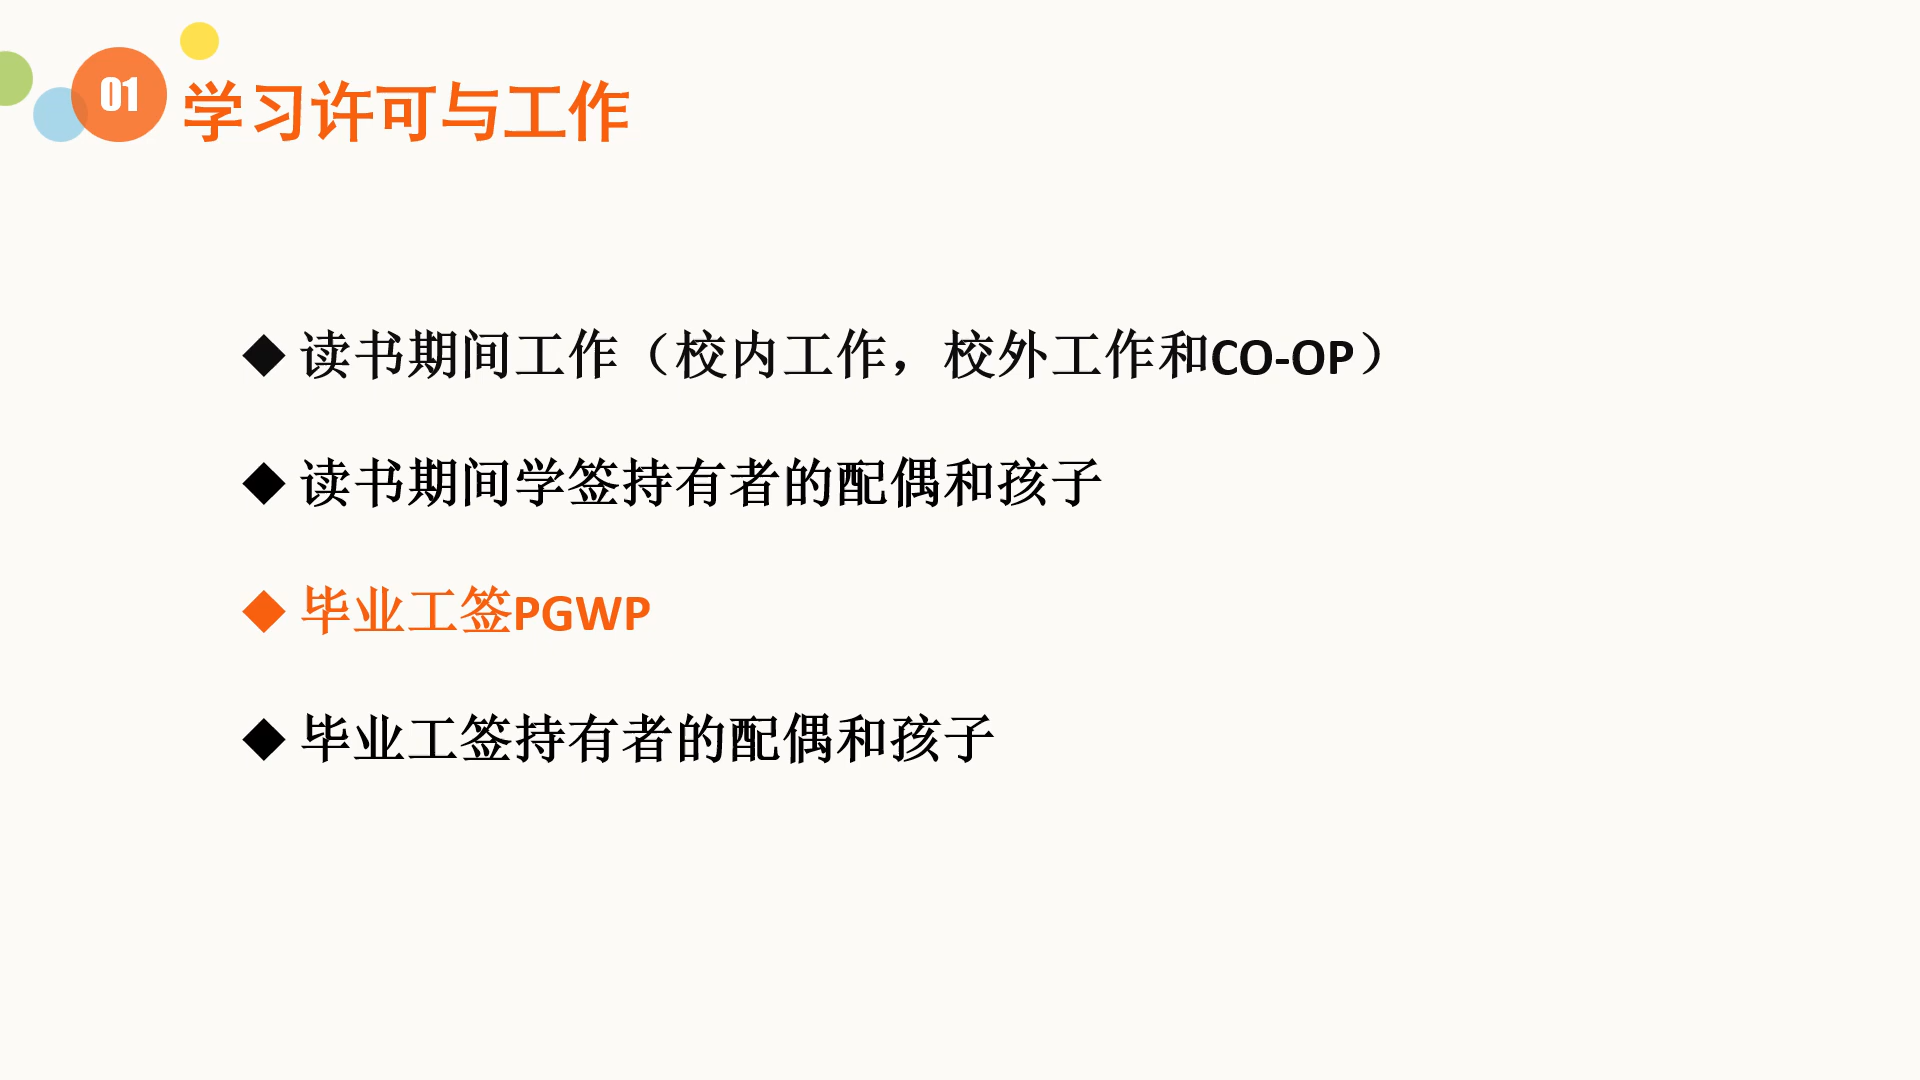 01
学习许可与工作
◆ 读书期间工作（校内工作，校外工作和CO-OP）
◆ 读书期间学签持有者的配偶和孩子
◆ 毕业工签PGWP
◆ 毕业工签持有者的配偶和孩子